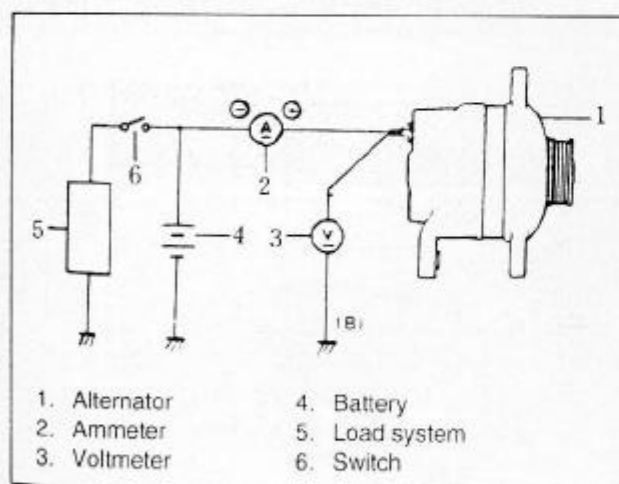 A
1
6
2
5
4
3
V
(B)
1. Alternator
2. Ammeter
3. Voltmeter
4. Battery
5. Load system
6. Switch